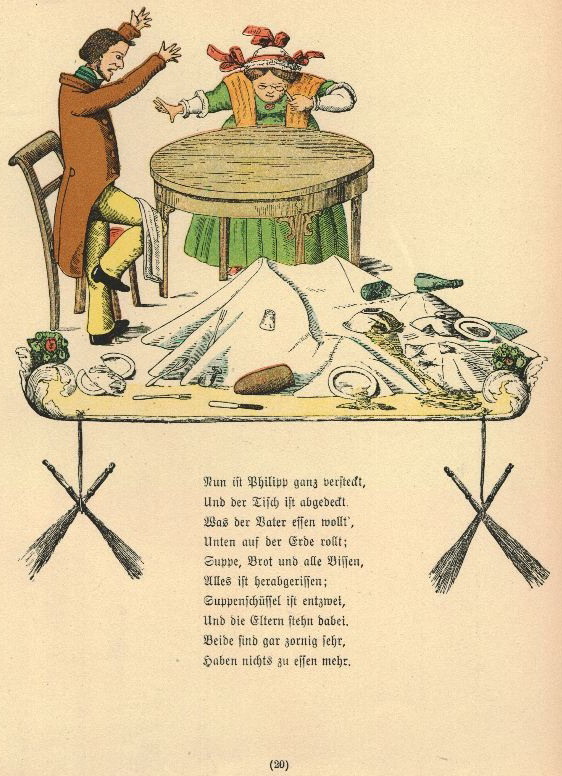 Nun ist Philipp ganz versteckt,
Und der Tisch ist abgedeckt.
Was der Vater essen wollt',
Unten auf der Erde rollt;
Suppe, Brot und alle Bissen,
Alles ist herabgerissen;
Suppenschüssel ist entzwei,
Und die Eltern stehn dabei.
Beide sind gar zornig sehr,
Haben nichts zu essen mehr.
(20)